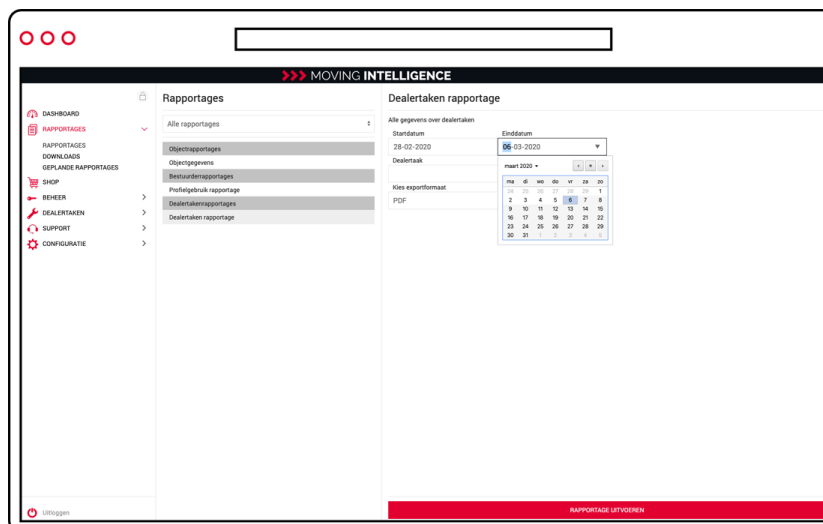 MOVING INTELLIGENCE
DASHBOARD
RAPPORTAGES
RAPPORTAGES
DOWNLOADS
GEPLANDE RAPPORTAGES
SHOP
BEHEER
DEALERTAKEN
SUPPORT
CONFIGURATIE
Uitloggen
Rapportages
Alle rapportages
Objectrapportages
Objectgegevens
Bestuurderrapportages
Profielgebruik rapportage
Dealertakenrapportages
Dealertaken rapportage
Dealertaken rapportage
Alle gegevens over dealertaken
Startdatum Einddatum
28-02-2020 06-03-2020
Dealertaak
Kies exportformaat
PDF
maart 2020
ma di wo do vr za zo
24 25 26 27 28 29 1
2 3 4 5 6 7 8
9 10 11 12 13 14 15
16 17 18 19 20 21 22
23 24 25 26 27 28 29
30 31 1 2 3 4 5
RAPPORTAGE UITVOEREN